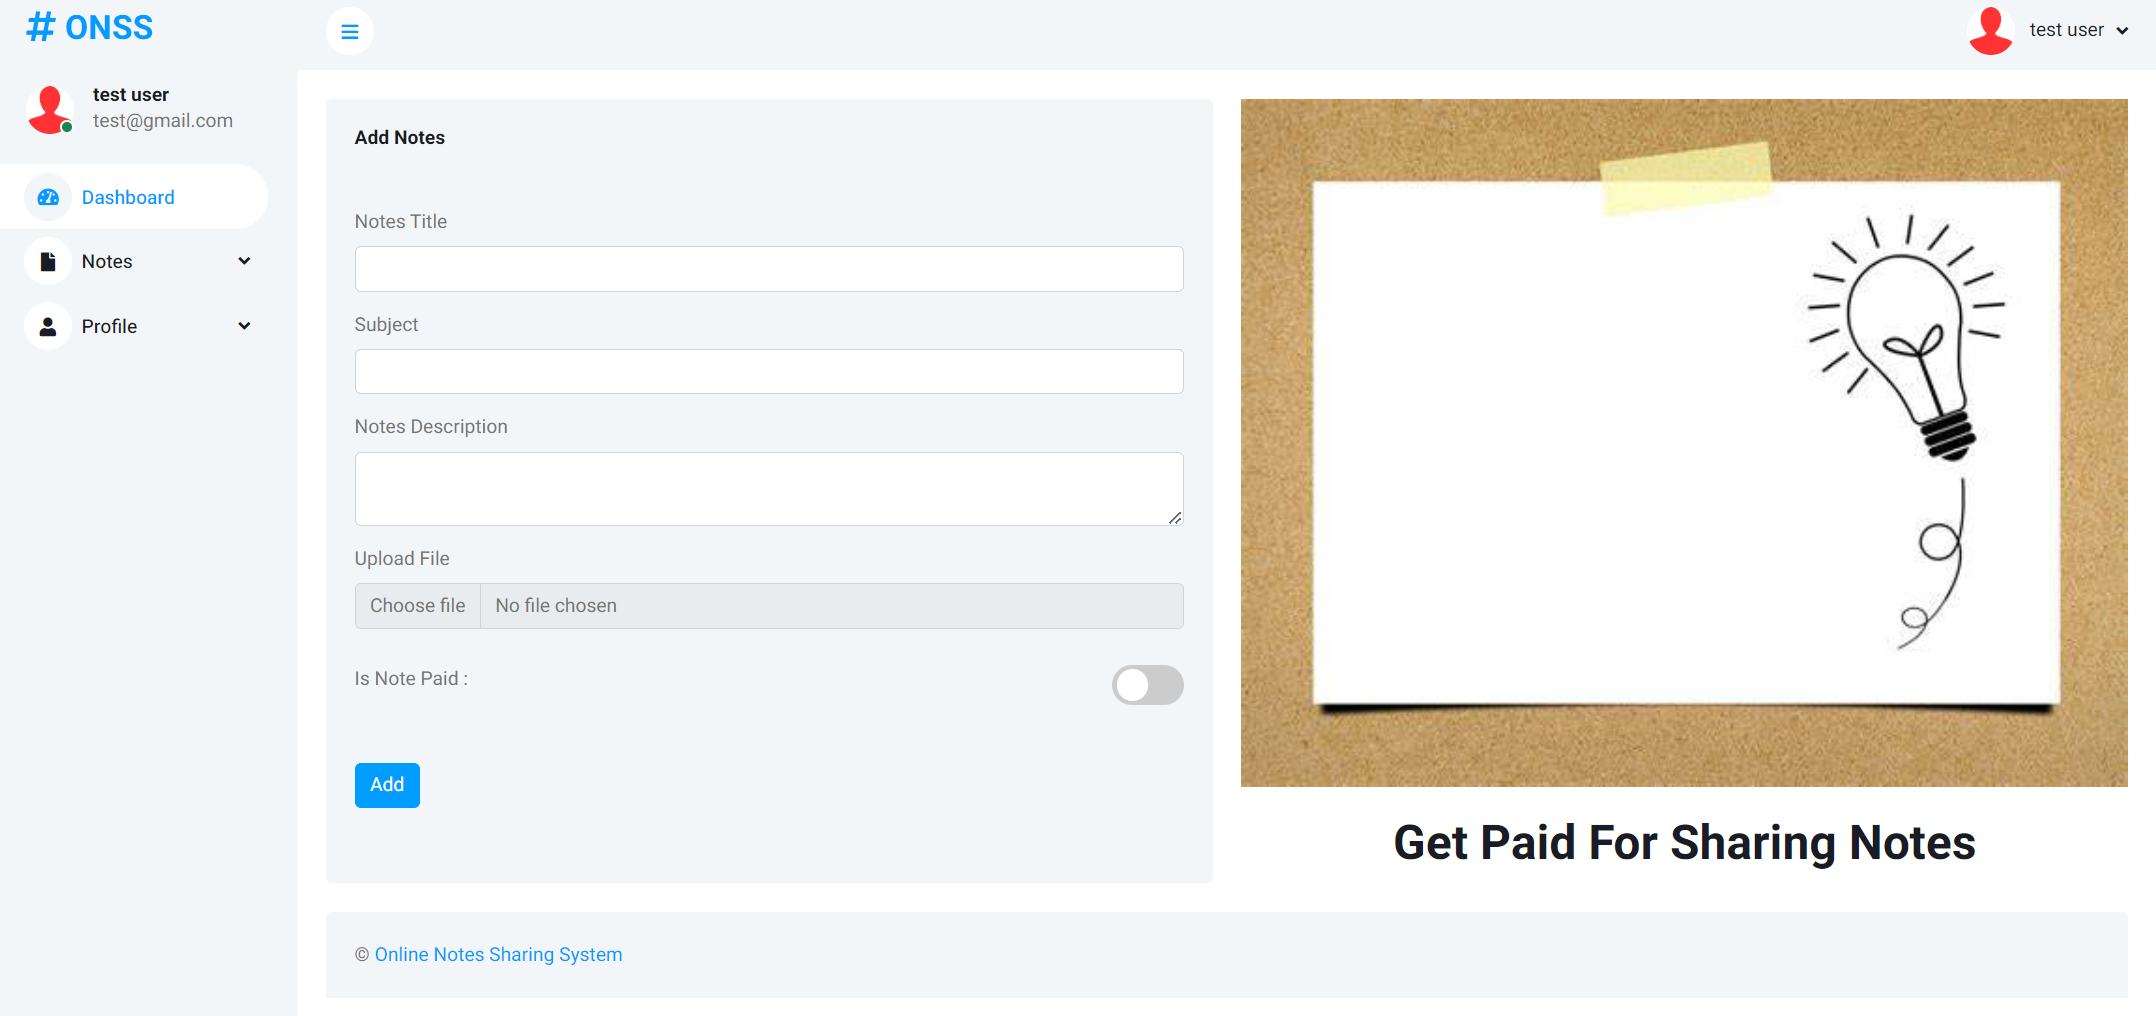 # ONSS
test user
test user
test@gmail.com
Dashboard
Notes
Profile
Add Notes
Notes Title
Subject
Notes Description
Upload File
Choose file No file chosen
Is Note Paid :
Add
Get Paid For Sharing Notes
© Online Notes Sharing System